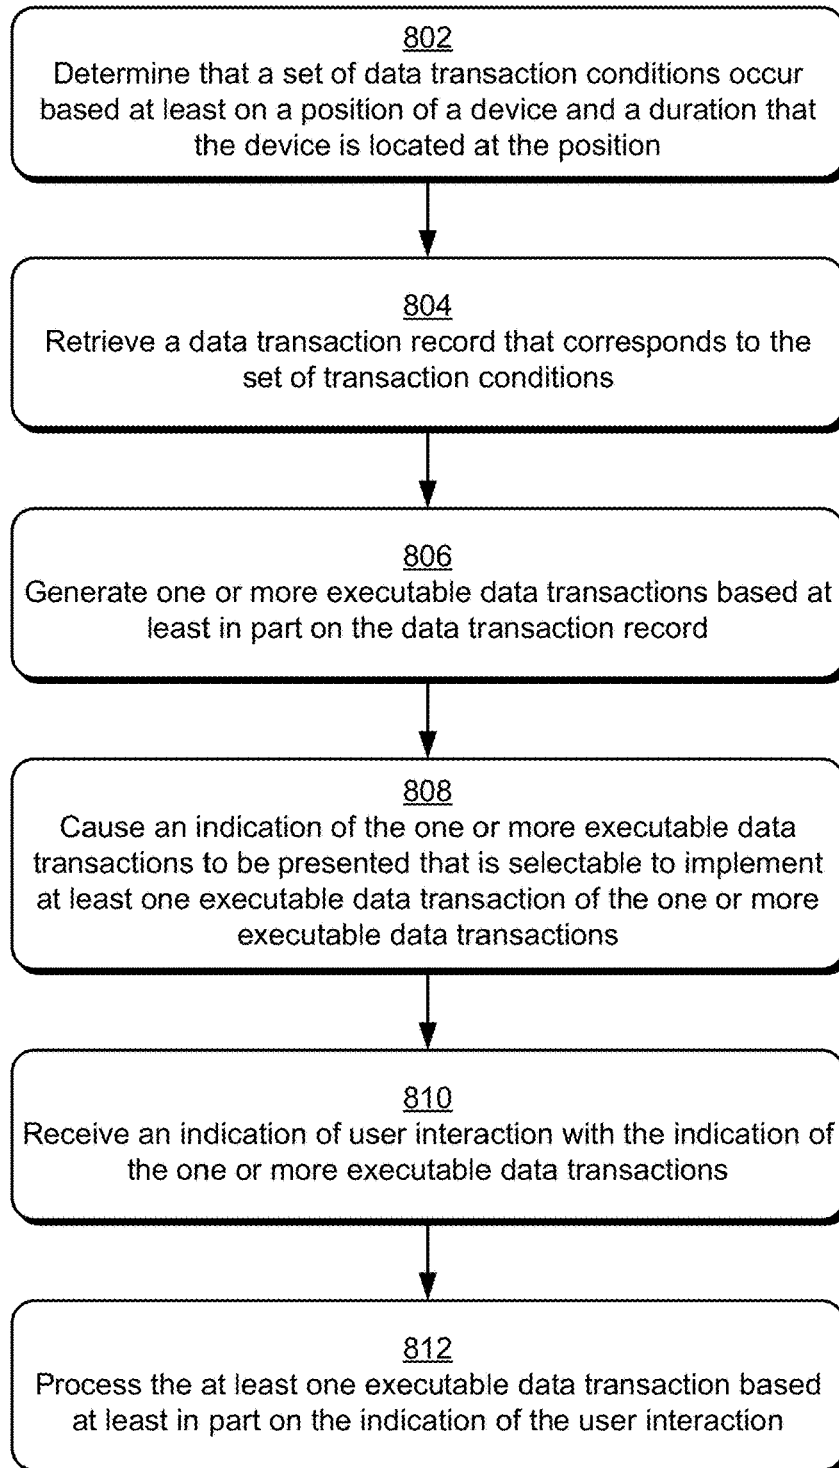 802
Determine that a set of data transaction conditions occur
based at least on a position of a device and a duration that
the device is located at the position
804
Retrieve a data transaction record that corresponds to the
set of transaction conditions
806
Generate one or more executable data transactions based at
least in part on the data transaction record
808
Cause an indication of the one or more executable data
transactions to be presented that is selectable to implement
at least one executable data transaction of the one or more
executable data transactions
810
Receive an indication of user interaction with the indication of
the one or more executable data transactions
812
Process the at least one executable data transaction based
at least in part on the indication of the user interaction